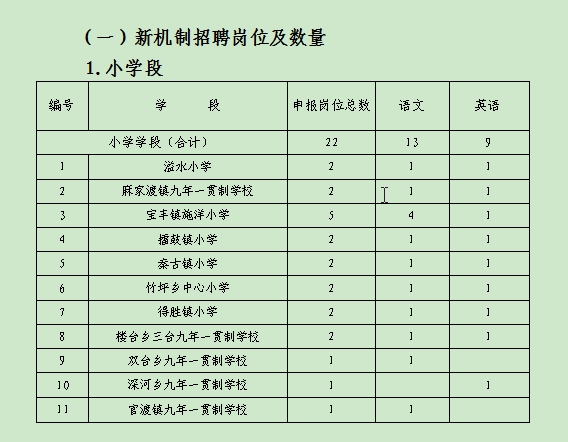 （一）新机制招聘岗位及数量
1.小学段
编号 学 段 申报岗位总数 语文 英语
小学学段（合计） 22 13 9
1 溢水小学 2 1 1
2 麻家渡镇九年一贯制学校 2 1 1
3 宝丰镇施洋小学 5 4 1
4 擂鼓镇小学 2 1 1
5 秦古镇小学 2 1 1
6 竹坪乡中心小学 2 1 1
7 得胜镇小学 2 1 1
8 楼台乡三台九年一贯制学校 2 1 1
9 双台乡九年一贯制学校 1 1
10 深河乡九年一贯制学校 1 1
11 官渡镇九年一贯制学校 1 1